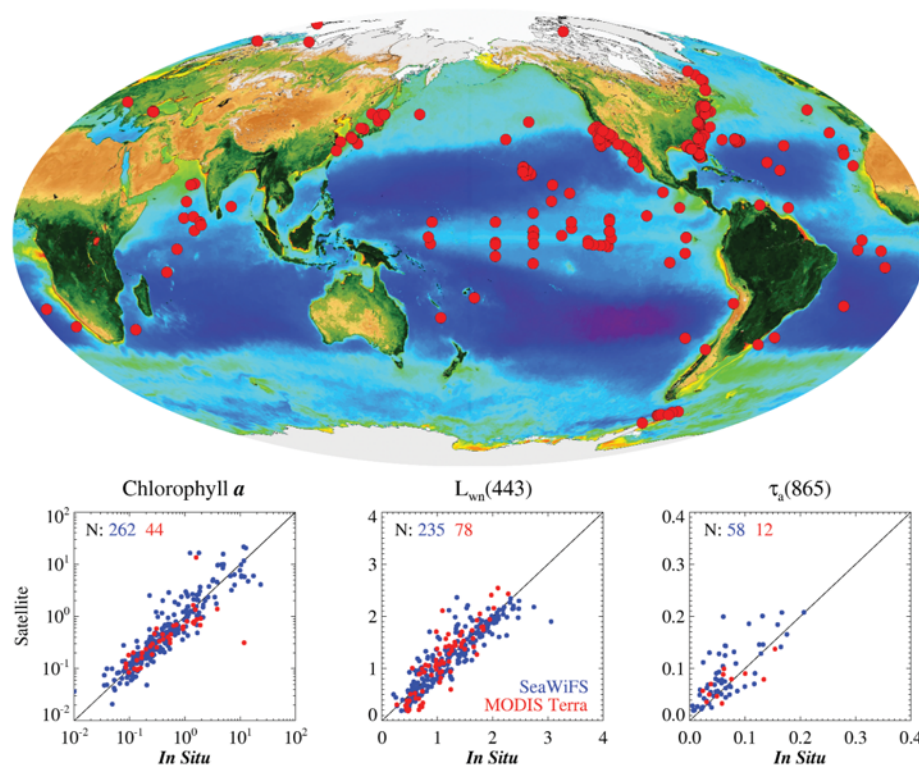 Chlorophyll a
L_wn(443)
τ_a(865)
N: 262 44
N: 235 78
N: 58 12
Satellite
10^2
10^1
10^0
10^-1
10^-2
10^-2 10^-1 10^0 10^1 10^2
In Situ
4
3
2
1
0
0 1 2 3 4
SeaWiFS
MODIS Terra
In Situ
0.4
0.3
0.2
0.1
0.0
0.0 0.1 0.2 0.3 0.4
In Situ